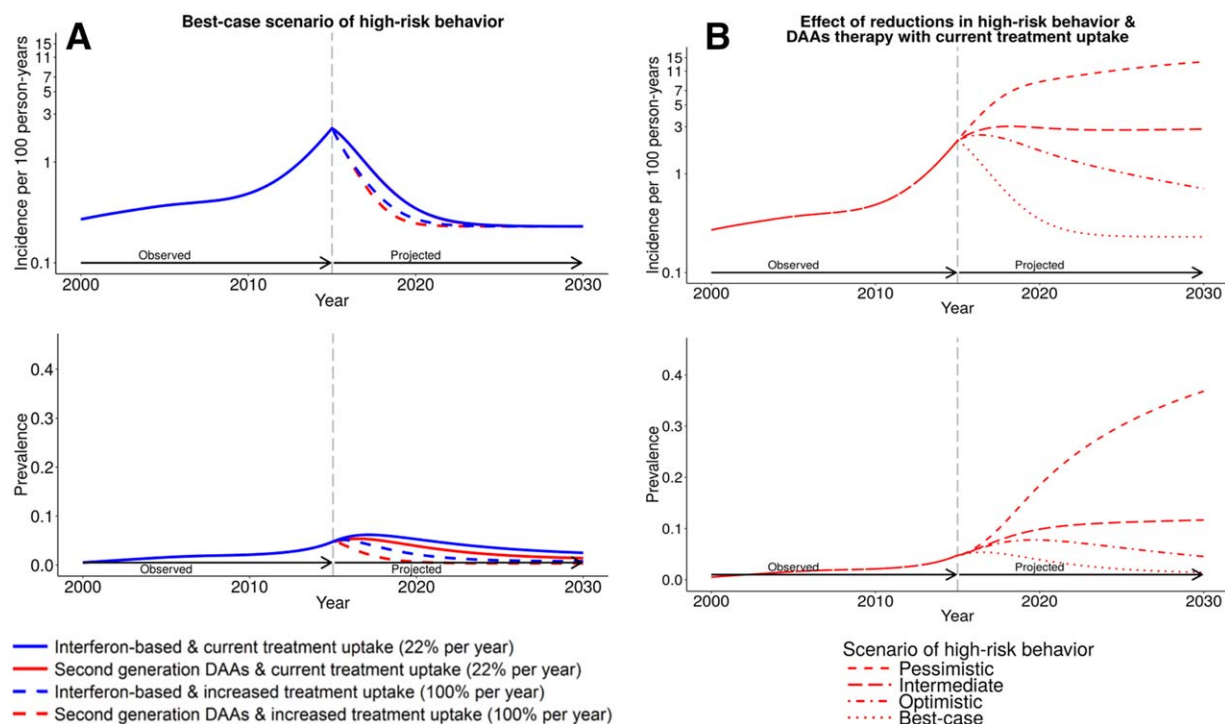 A
Best-case scenario of high-risk behavior
Incidence per 100 person-years
15
11
7
5
3
1
0.1
Observed
Projected
2000
2010
2020
2030
Year
Prevalence
0.4
0.3
0.2
0.1
0.0
Observed
Projected
2000
2010
2020
2030
Year
Interferon-based & current treatment uptake (22% per year)
Second generation DAAs & current treatment uptake (22% per year)
Interferon-based & increased treatment uptake (100% per year)
Second generation DAAs & increased treatment uptake (100% per year)
B
Effect of reductions in high-risk behavior &
DAAs therapy with current treatment uptake
Incidence per 100 person-years
15
11
7
5
3
1
0.1
Observed
Projected
2000
2010
2020
2030
Year
Prevalence
0.4
0.3
0.2
0.1
0.0
Observed
Projected
2000
2010
2020
2030
Year
Scenario of high-risk behavior
Pessimistic
Intermediate
Optimistic
Best-case